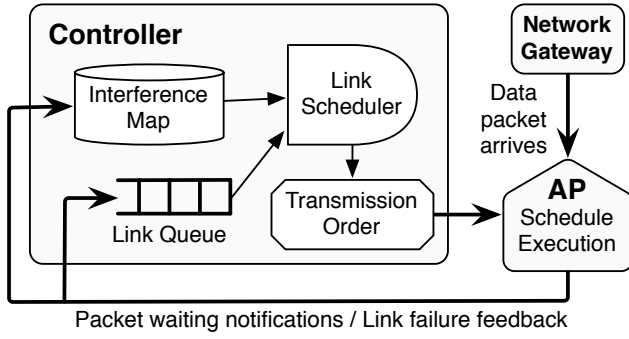 Controller
Interference
Map
Link
Scheduler
Link Queue
Transmission
Order
Network
Gateway
Data
packet
arrives
AP
Schedule
Execution
Packet waiting notifications / Link failure feedback